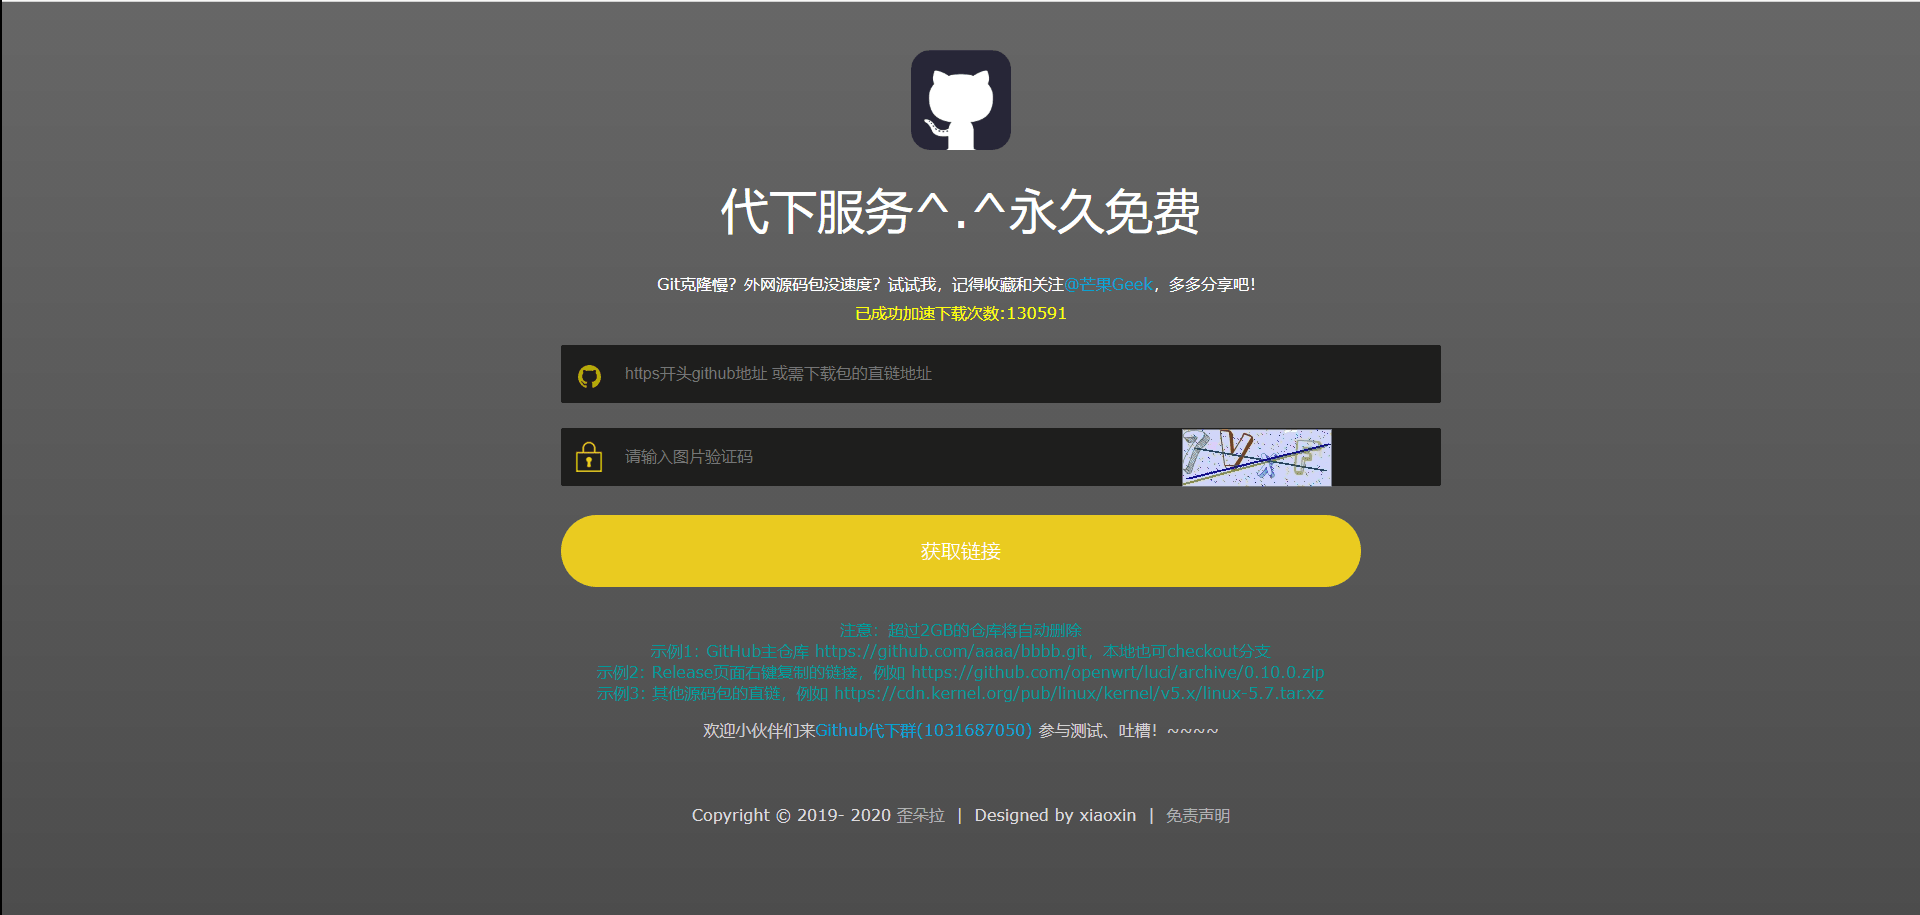 代下服务^.^永久免费
Git克隆慢？外网源码包没速度？试试我，记得收藏和关注@芒果Geek，多多分享吧！
已成功加速下载次数:130591
https开头github地址 或需下载包的直链地址
请输入图片验证码
获取链接
注意：超过2GB的仓库将自动删除
示例1：GitHub主仓库 https://github.com/aaaa/bbbb.git，本地也可checkout分支
示例2: Release页面右键复制的链接，例如 https://github.com/openwrt/luci/archive/0.10.0.zip
示例3: 其他源码包的直链，例如 https://cdn.kernel.org/pub/linux/kernel/v5.x/linux-5.7.tar.xz
欢迎小伙伴们来Github代下群(1031687050) 参与测试、吐槽！~~~~
Copyright © 2019- 2020 歪朵拉 | Designed by xiaoxin | 免责声明